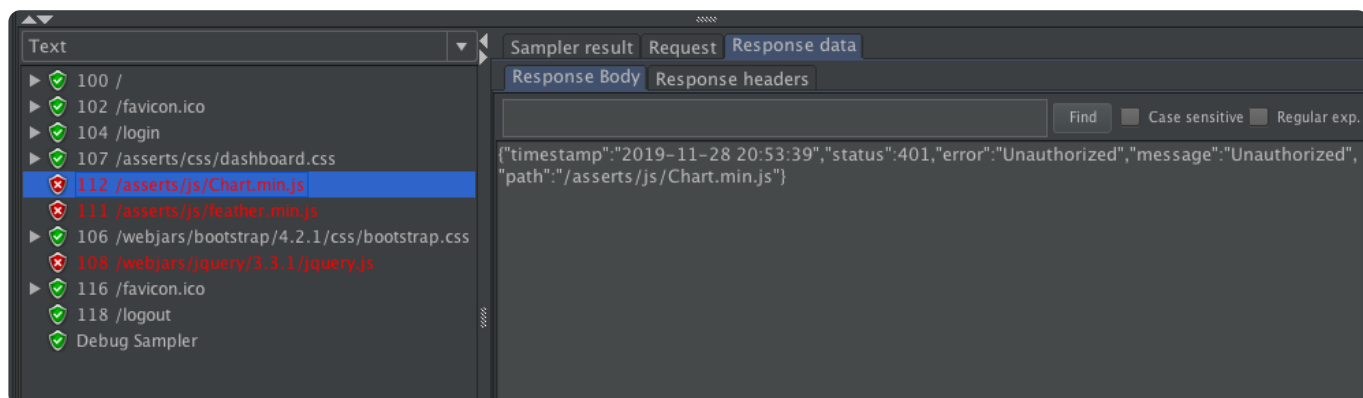 Text
Sampler result Request Response data
Response Body Response headers
Find Case sensitive Regular exp.
100 /
102 /favicon.ico
104 /login
107 /asserts/css/dashboard.css
112 /asserts/js/Chart.min.js
111 /asserts/js/feather.min.js
106 /webjars/bootstrap/4.2.1/css/bootstrap.css
108 /webjars/jquery/3.3.1/jquery.js
116 /favicon.ico
118 /logout
Debug Sampler
{"timestamp":"2019-11-28 20:53:39","status":401,"error":"Unauthorized","message":"Unauthorized",
"path":"/asserts/js/Chart.min.js"}